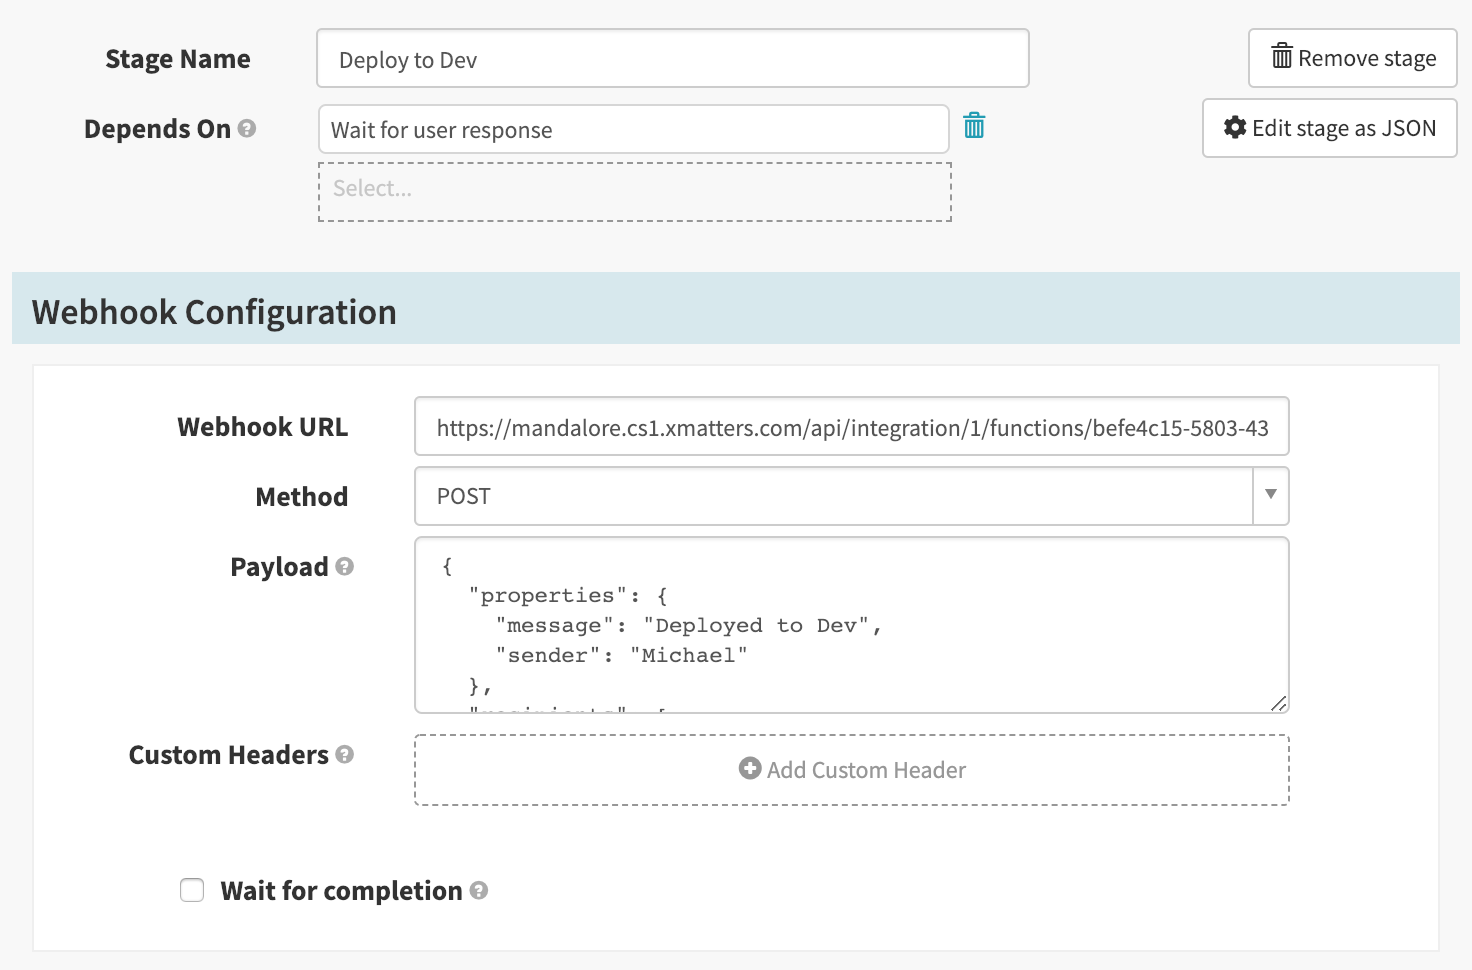 Stage Name
Deploy to Dev
Remove stage
Depends On
Wait for user response
Edit stage as JSON
Select...
Webhook Configuration
Webhook URL
https://mandalore.cs1.xmatters.com/api/integration/1/functions/befe4c15-5803-43
Method
POST
Payload
{
"properties": {
"message": "Deployed to Dev",
"sender": "Michael"
},
Custom Headers
Add Custom Header
Wait for completion